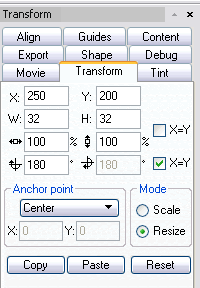 Transform
Align Guides Content
Export Shape Debug
Movie Transform Tint
X: 250 Y: 200
W: 32 H: 32
X=Y
100 % 100 %
180 ° 180 ° X=Y
Anchor point Mode
Center Scale
X: 0 Y: 0 Resize
Copy Paste Reset